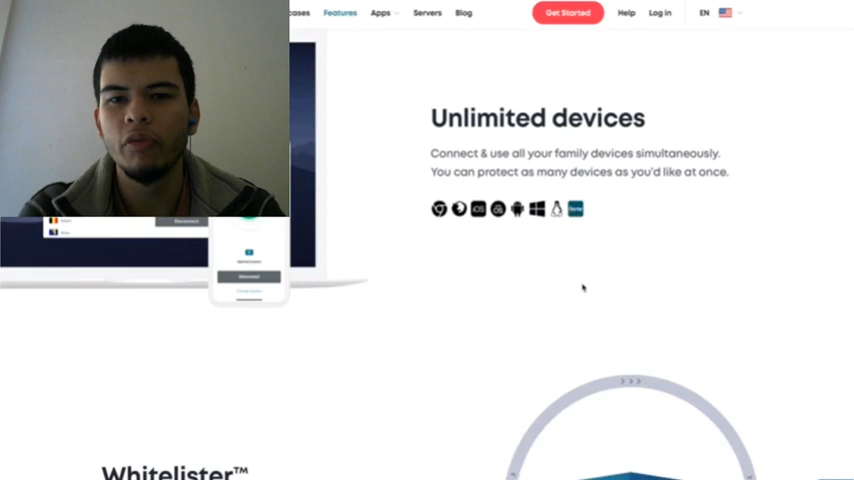 Features Apps Servers Blog Get Started Help Log in EN
Unlimited devices
Connect & use all your family devices simultaneously.
You can protect as many devices as you'd like at once.
iOS
Whitelister™